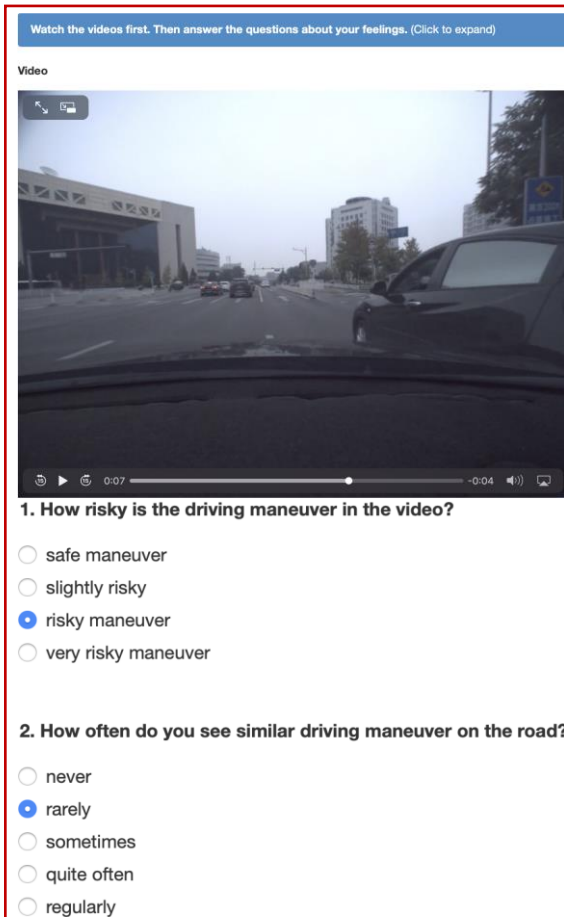 Watch the videos first. Then answer the questions about your feelings. (Click to expand)
Video
15
15
0:07
-0:04
1. How risky is the driving maneuver in the video?
safe maneuver
slightly risky
risky maneuver
very risky maneuver
2. How often do you see similar driving maneuver on the road?
never
rarely
sometimes
quite often
regularly